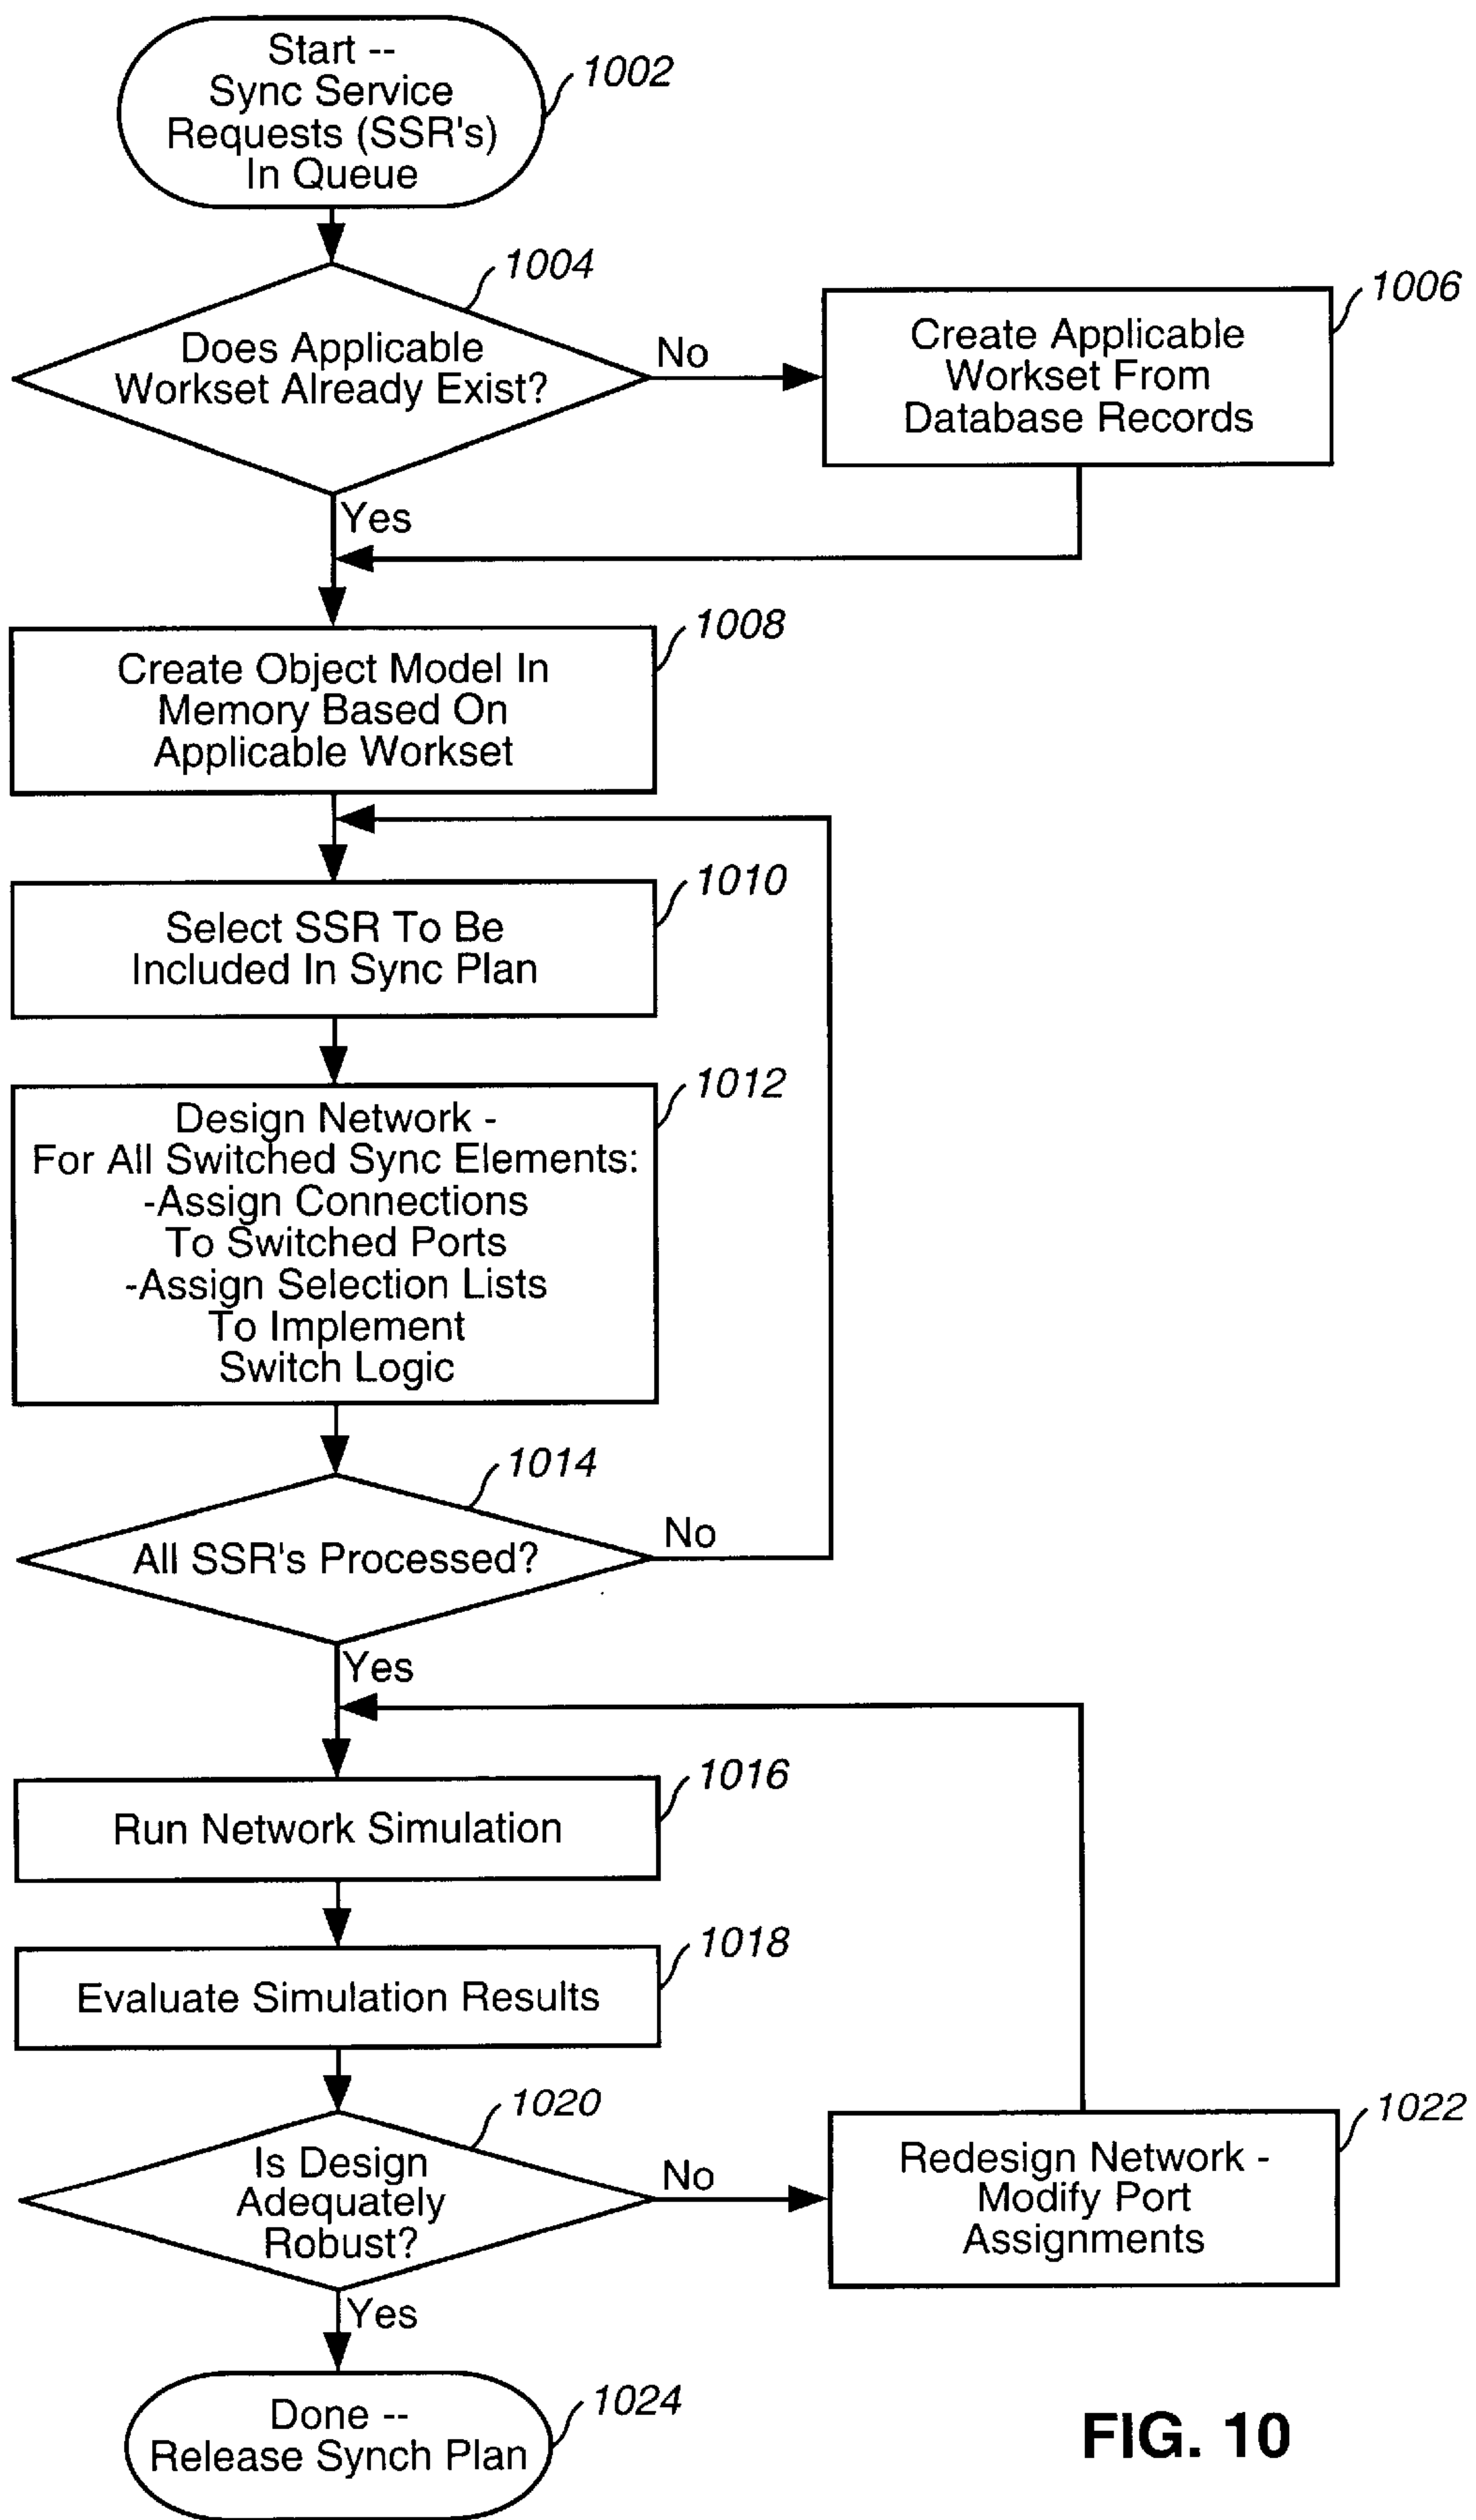 Start --
Sync Service
Requests (SSR's)
In Queue
1002
1004
Does Applicable
Workset Already Exist?
No
Yes
1006
Create Applicable
Workset From
Database Records
1008
Create Object Model In
Memory Based On
Applicable Workset
1010
Select SSR To Be
Included In Sync Plan
1012
Design Network -
For All Switched Sync Elements:
-Assign Connections
To Switched Ports
-Assign Selection Lists
To Implement
Switch Logic
1014
All SSR's Processed?
No
Yes
1016
Run Network Simulation
1018
Evaluate Simulation Results
1020
Is Design
Adequately
Robust?
No
Yes
1022
Redesign Network -
Modify Port
Assignments
1024
Done --
Release Synch Plan
FIG. 10